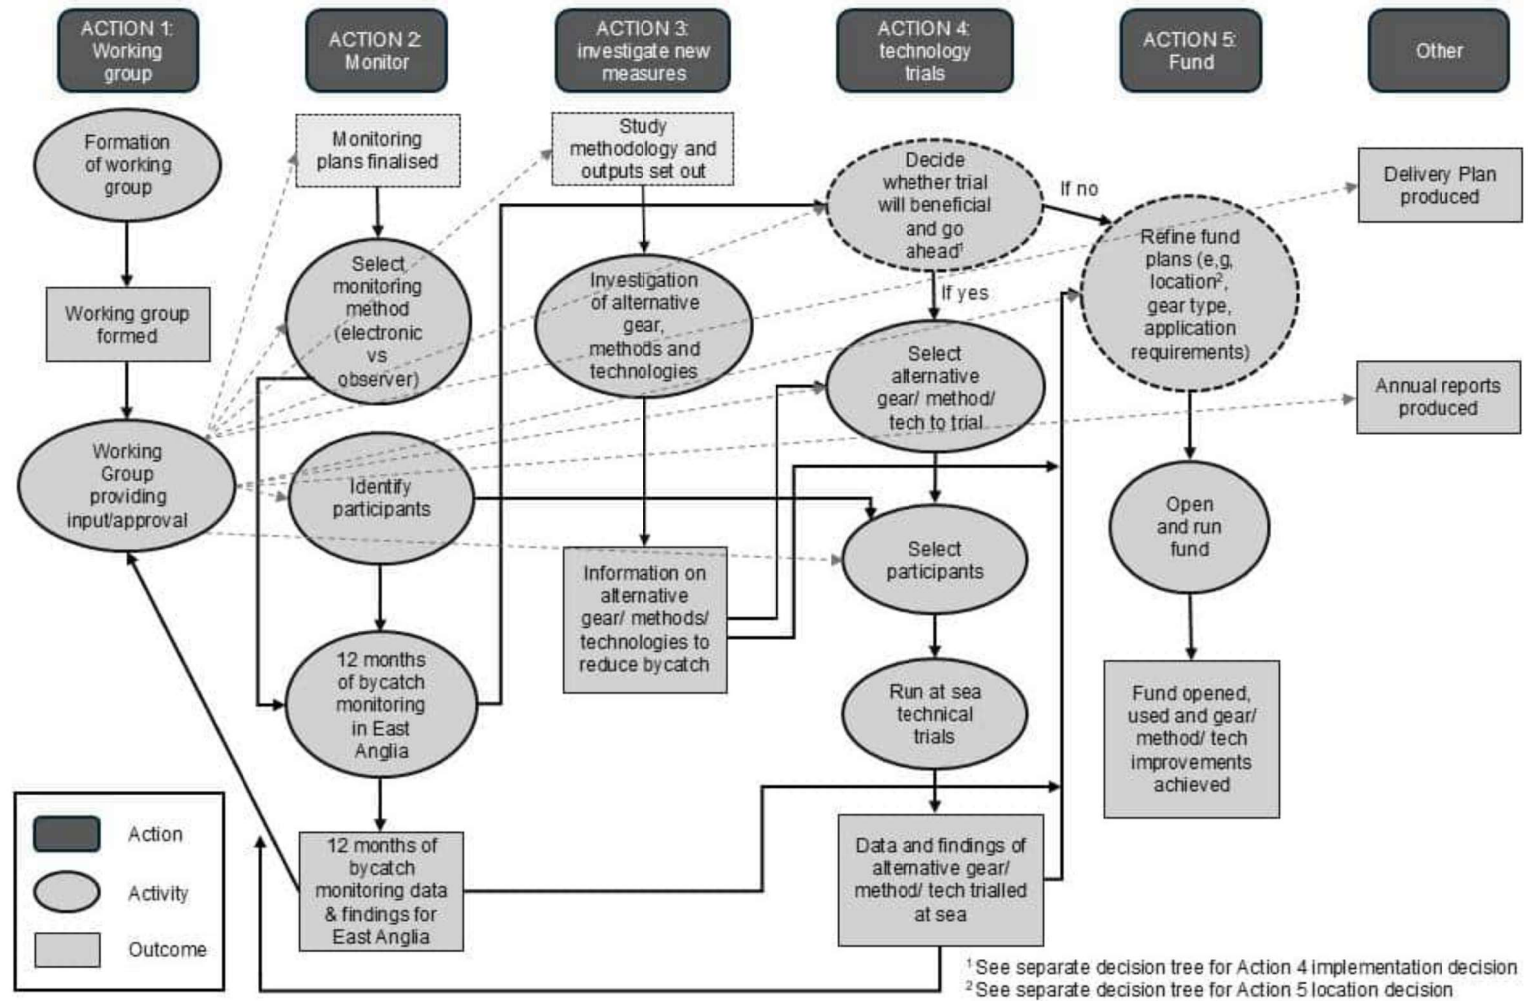 ACTION 1:
Working
group
ACTION 2:
Monitor
ACTION 3:
investigate new
measures
ACTION 4:
technology
trials
ACTION 5:
Fund
Other
Formation
of working
group
Working group
formed
Working
Group
providing
input/approval
Monitoring
plans finalised
Select
monitoring
method
(electronic
vs
observer)
Identify
participants
12 months
of bycatch
monitoring
in East
Anglia
12 months of
bycatch
monitoring data
& findings for
East Anglia
Study
methodology and
outputs set out
Investigation
of alternative
gear,
methods and
technologies
Information on
alternative
gear/ methods/
technologies to
reduce bycatch
Decide
whether trial
will beneficial
and go
ahead¹
If no
If yes
Select
alternative
gear/ method/
tech to trial
Select
participants
Run at sea
technical
trials
Data and findings of
alternative gear/
method/ tech trialled
at sea
Refine fund
plans (e,g,
location²,
gear type,
application
requirements)
Open
and run
fund
Fund opened,
used and gear/
method/ tech
improvements
achieved
Delivery Plan
produced
Annual reports
produced
Action
Activity
Outcome
¹ See separate decision tree for Action 4 implementation decision
² See separate decision tree for Action 5 location decision